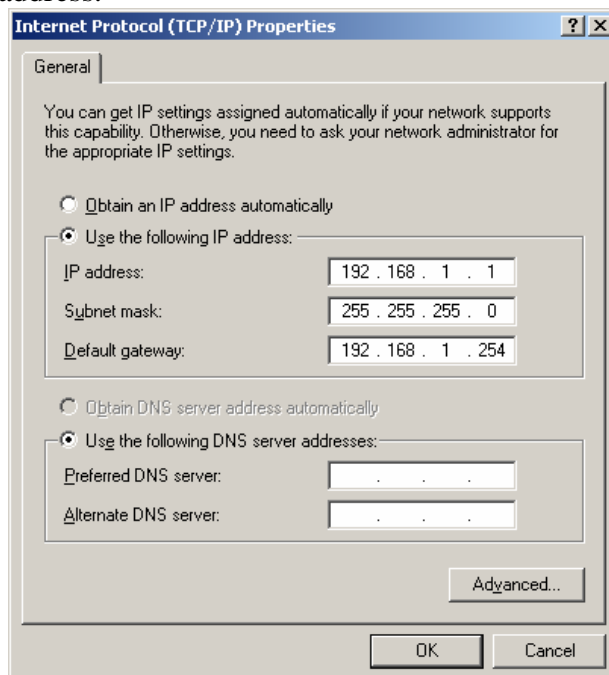 address.
Internet Protocol (TCP/IP) Properties
General
You can get IP settings assigned automatically if your network supports
this capability. Otherwise, you need to ask your network administrator for
the appropriate IP settings.
Obtain an IP address automatically
Use the following IP address:
IP address: 192 . 168 . 1 . 1
Subnet mask: 255 . 255 . 255 . 0
Default gateway: 192 . 168 . 1 . 254
Obtain DNS server address automatically
Use the following DNS server addresses:
Preferred DNS server: . . .
Alternate DNS server: . . .
Advanced...
OK Cancel